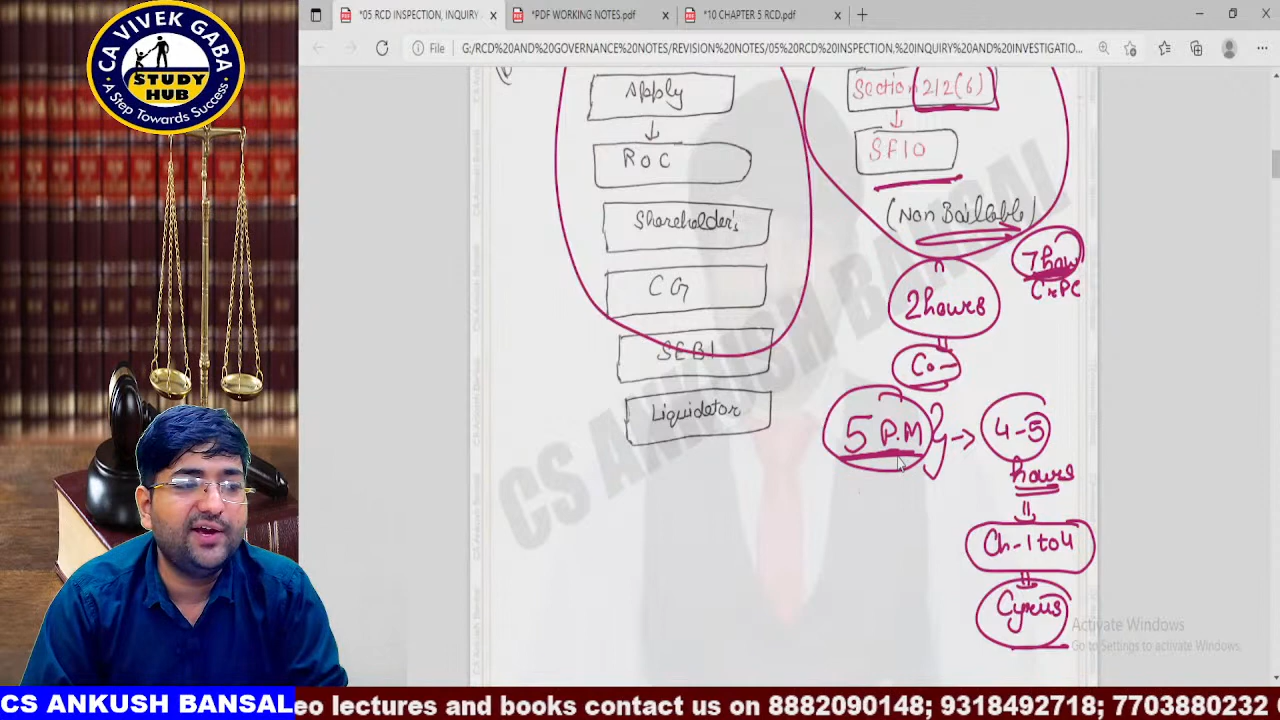 CA VIVEK GABA
STUDY
HUB
A Step Towards Success
*05 RCD INSPECTION, INQUIRY
*PDF WORKING NOTES.pdf
*10 CHAPTER 5 RCD.pdf
File
G:/RCD%20AND%20GOVERNANCE%20NOTES/REVISION%20NOTES/05%20RCD%20INSPECTION,%20INQUIRY%20AND%20INVESTIGATIO...
Apply
ROC
Shareholder's
CG
SEBI
Liquidator
Section 212(6)
SFIO
(Non Bailable)
7 hours
CrPC
2 hours
Co-
5 P.M
4-5
hours
Ch-1 to 4
Cyrus
CS ANKUSH BANSAL
Activate Windows
Go to Settings to activate Windows.
CS ANKUSH BANSAL
eo lectures and books contact us on 8882090148; 9318492718; 7703880232